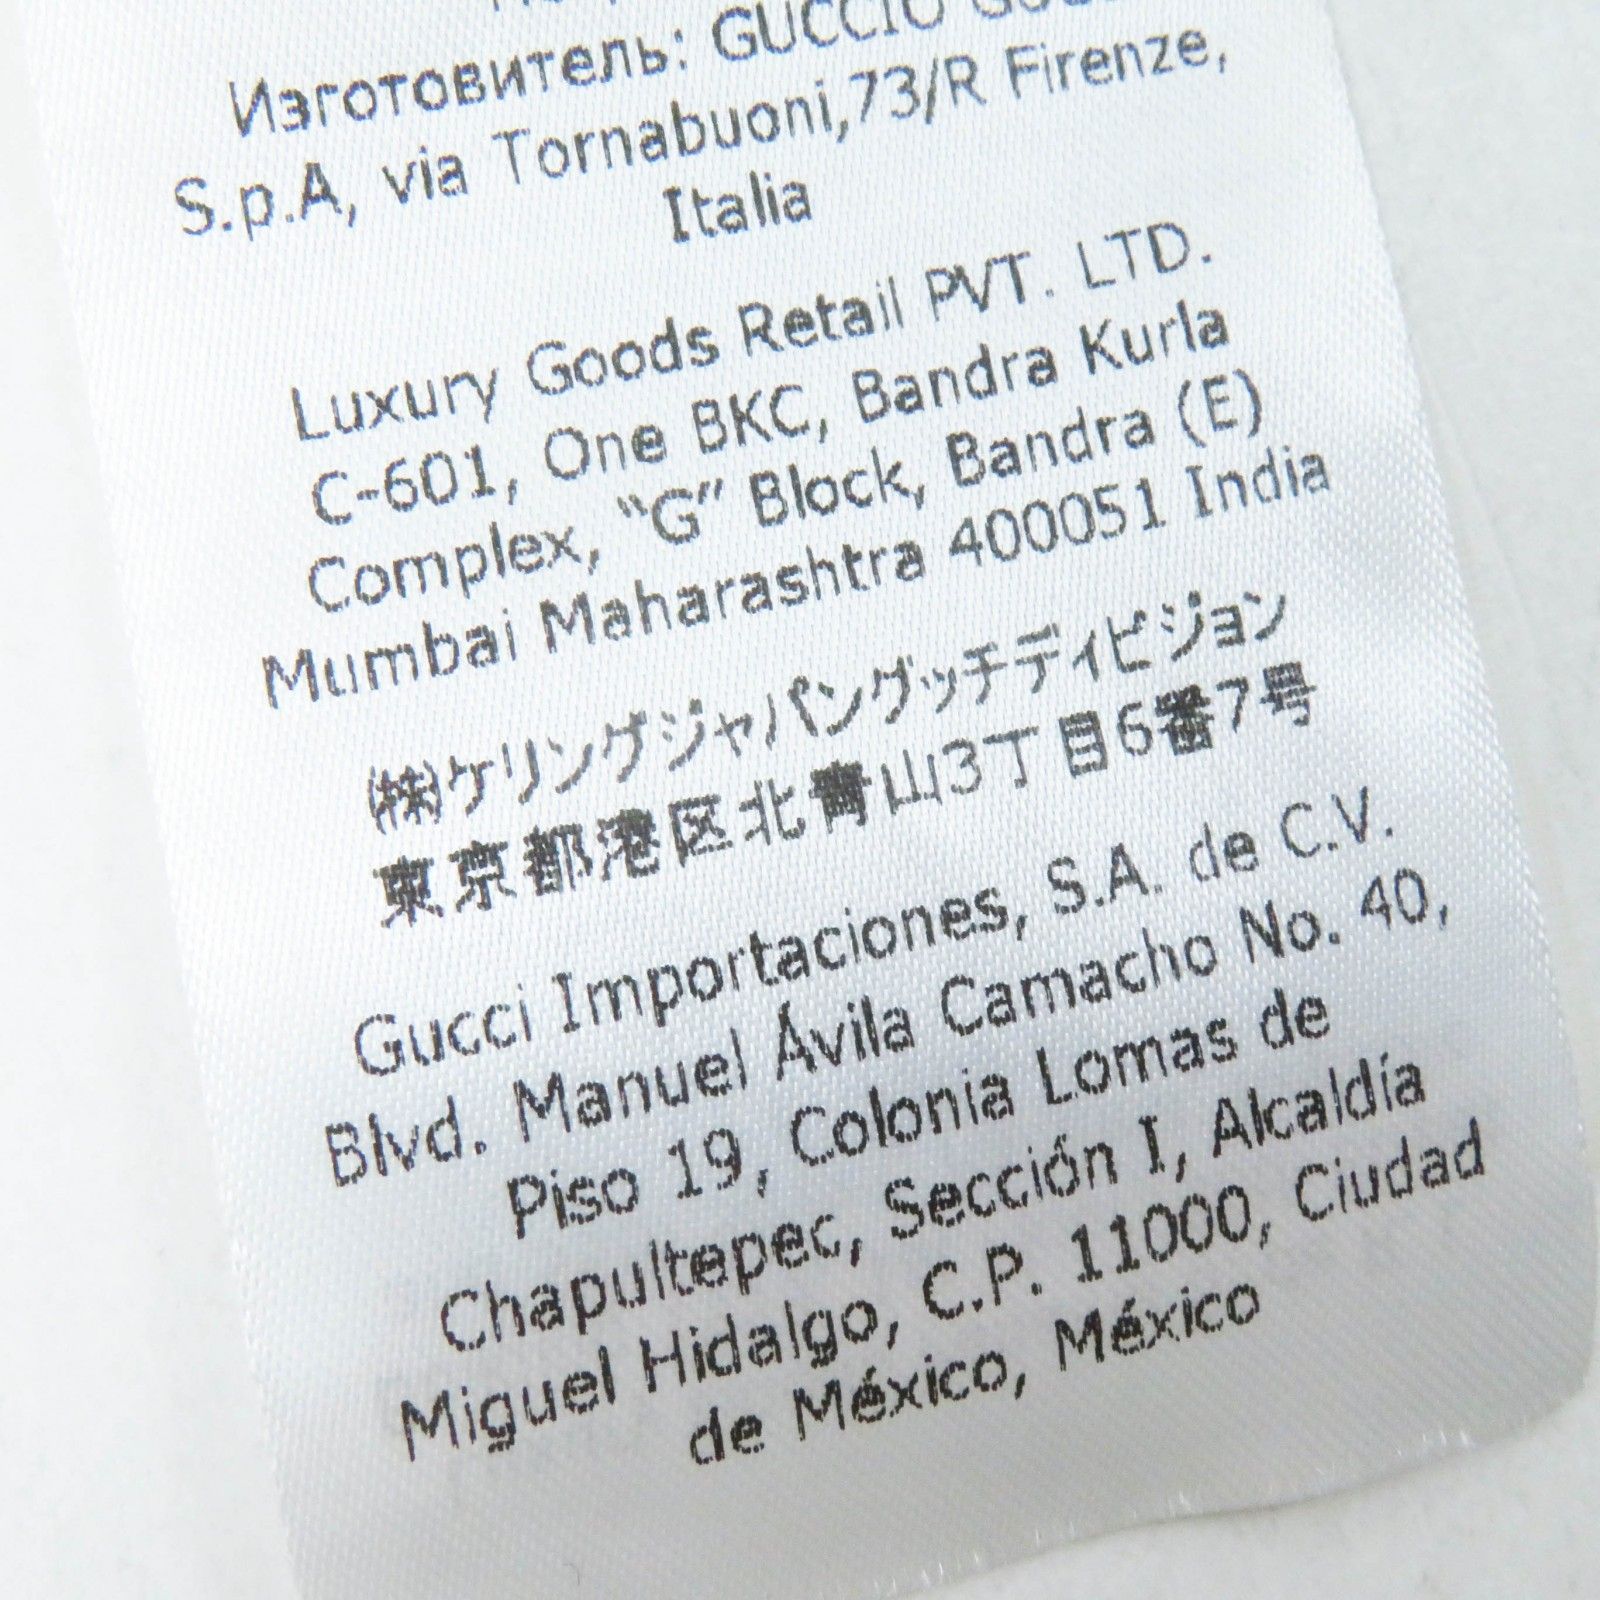 Изготовитель: GUCCIO
S.p.A, via Tornabuoni,73/R Firenze,
Italia
Luxury Goods Retail PVT. LTD.
C-601, One BKC, Bandra Kurla
Complex, “G” Block, Bandra (E)
Mumbai Maharashtra 400051 India
㈱ケリングジャパングッチディビジョン
東京都港区北青山3丁目6番7号
Gucci Importaciones, S.A. de C.V.
Blvd. Manuel Ávila Camacho No. 40,
Piso 19, Colonia Lomas de
Chapultepec, Sección I, Alcaldía
Miguel Hidalgo, C.P. 11000, Ciudad
de México, México